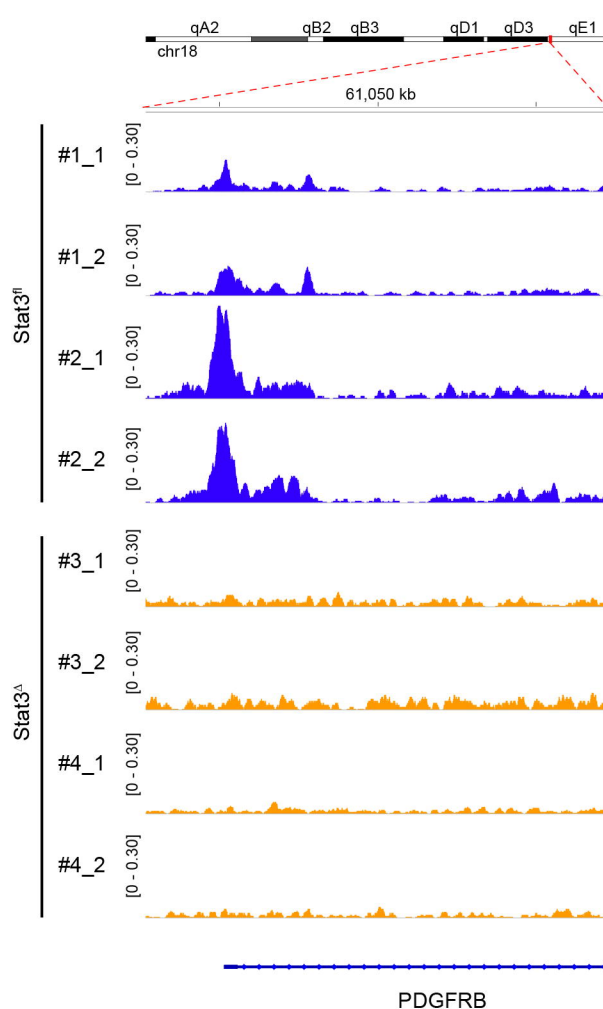 qA2 qB2 qB3 qD1 qD3 qE1
chr18
61,050 kb
Stat3fl
#1_1 [0 - 0.30]
#1_2 [0 - 0.30]
#2_1 [0 - 0.30]
#2_2 [0 - 0.30]
Stat3Δ
#3_1 [0 - 0.30]
#3_2 [0 - 0.30]
#4_1 [0 - 0.30]
#4_2 [0 - 0.30]
PDGFRB